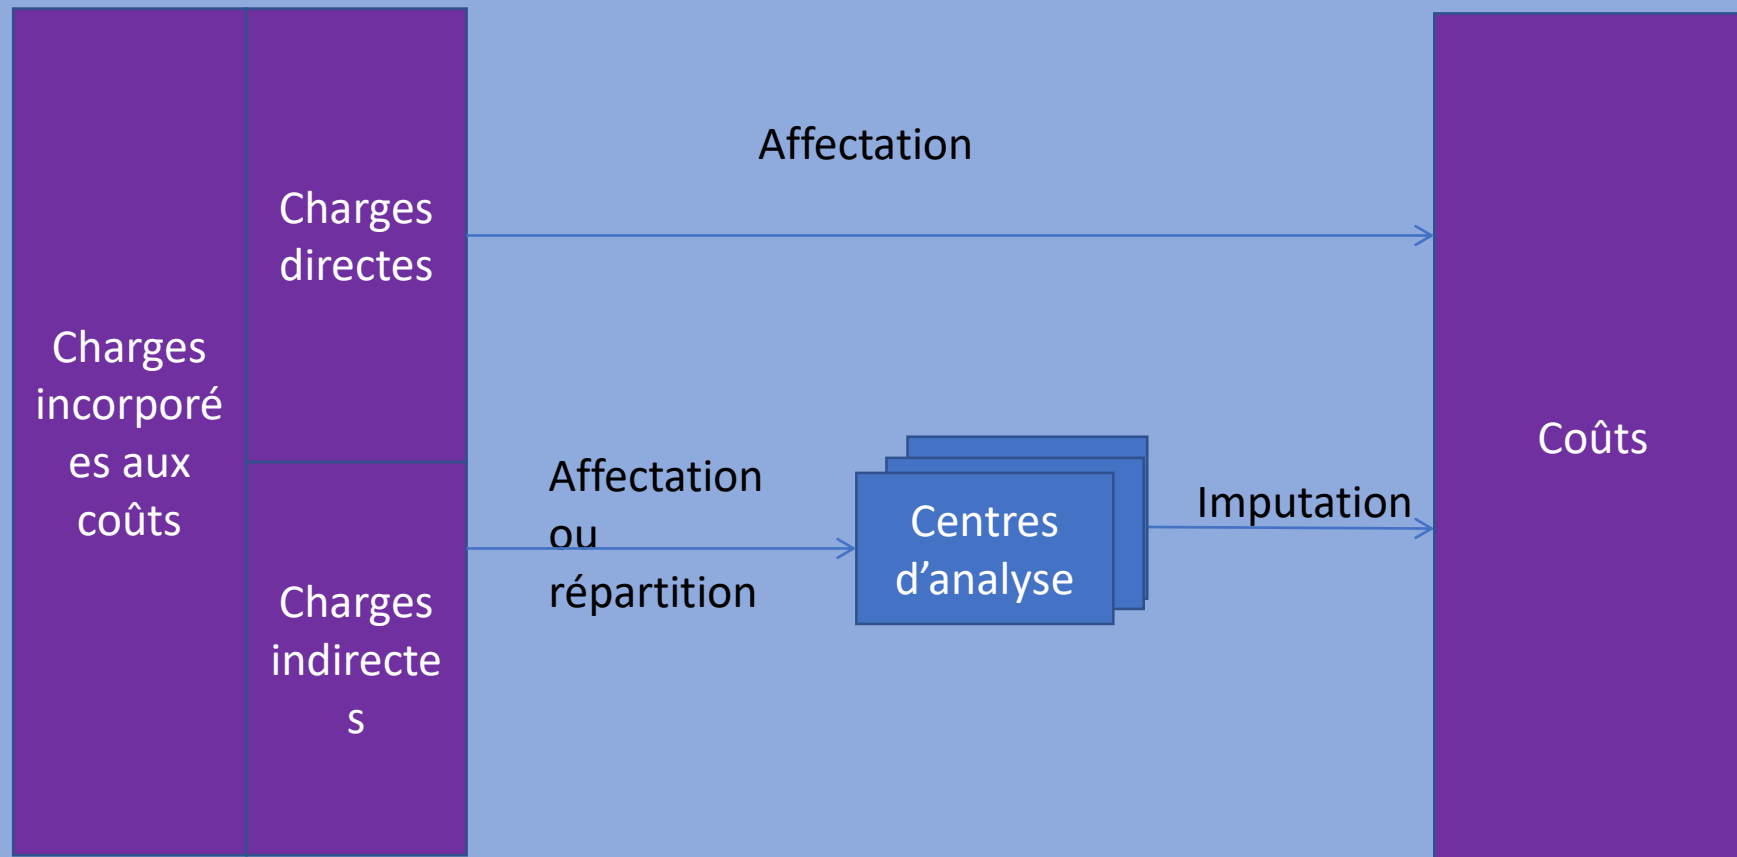 Charges
incorporé
es aux
coûts
Charges
directes
Affectation
Charges
indirecte
s
Affectation
ou
répartition
Centres
d’analyse
Imputation
Coûts